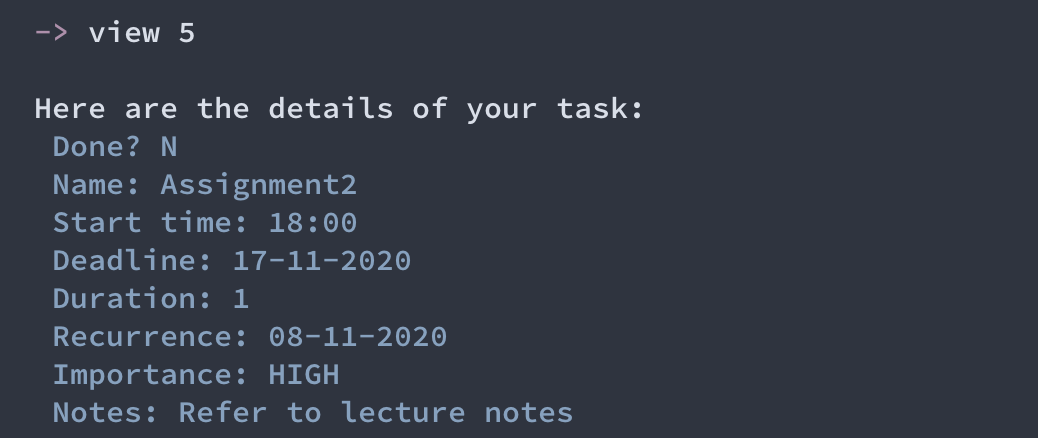 -> view 5
Here are the details of your task:
Done? N
Name: Assignment2
Start time: 18:00
Deadline: 17-11-2020
Duration: 1
Recurrence: 08-11-2020
Importance: HIGH
Notes: Refer to lecture notes